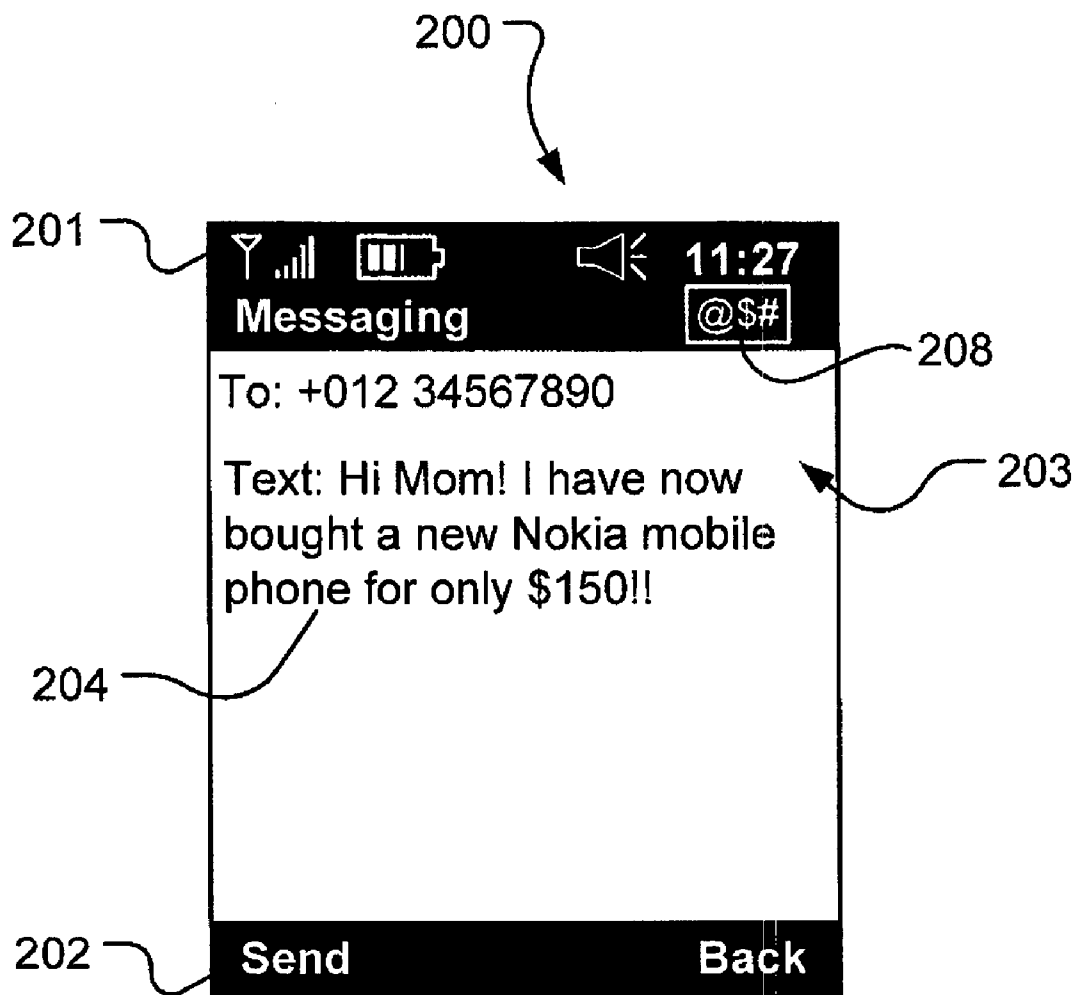 200
201
11:27
Messaging
@$#
208
To: +012 34567890
203
Text: Hi Mom! I have now
bought a new Nokia mobile
phone for only $150!!
204
202
Send Back